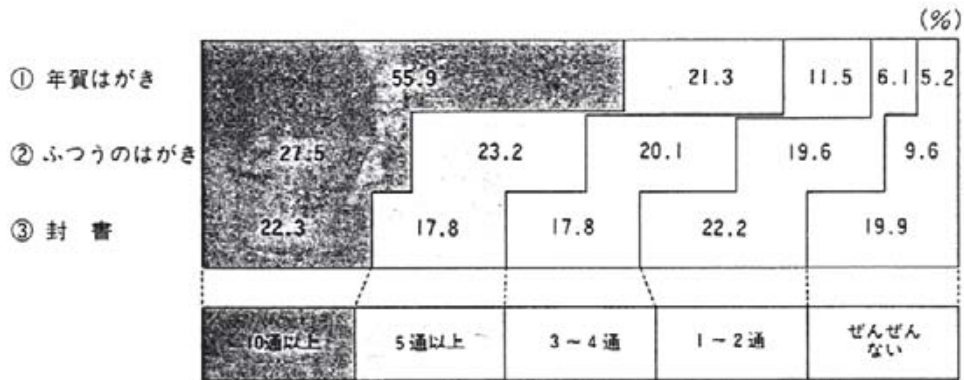 (%)
① 年賀はがき 55.9 21.3 11.5 6.1 5.2
② ふつうのはがき 27.5 23.2 20.1 19.6 9.6
③ 封書 22.3 17.8 17.8 22.2 19.9
10通以上 5通以上 3〜4通 1〜2通 ぜんぜん
ない